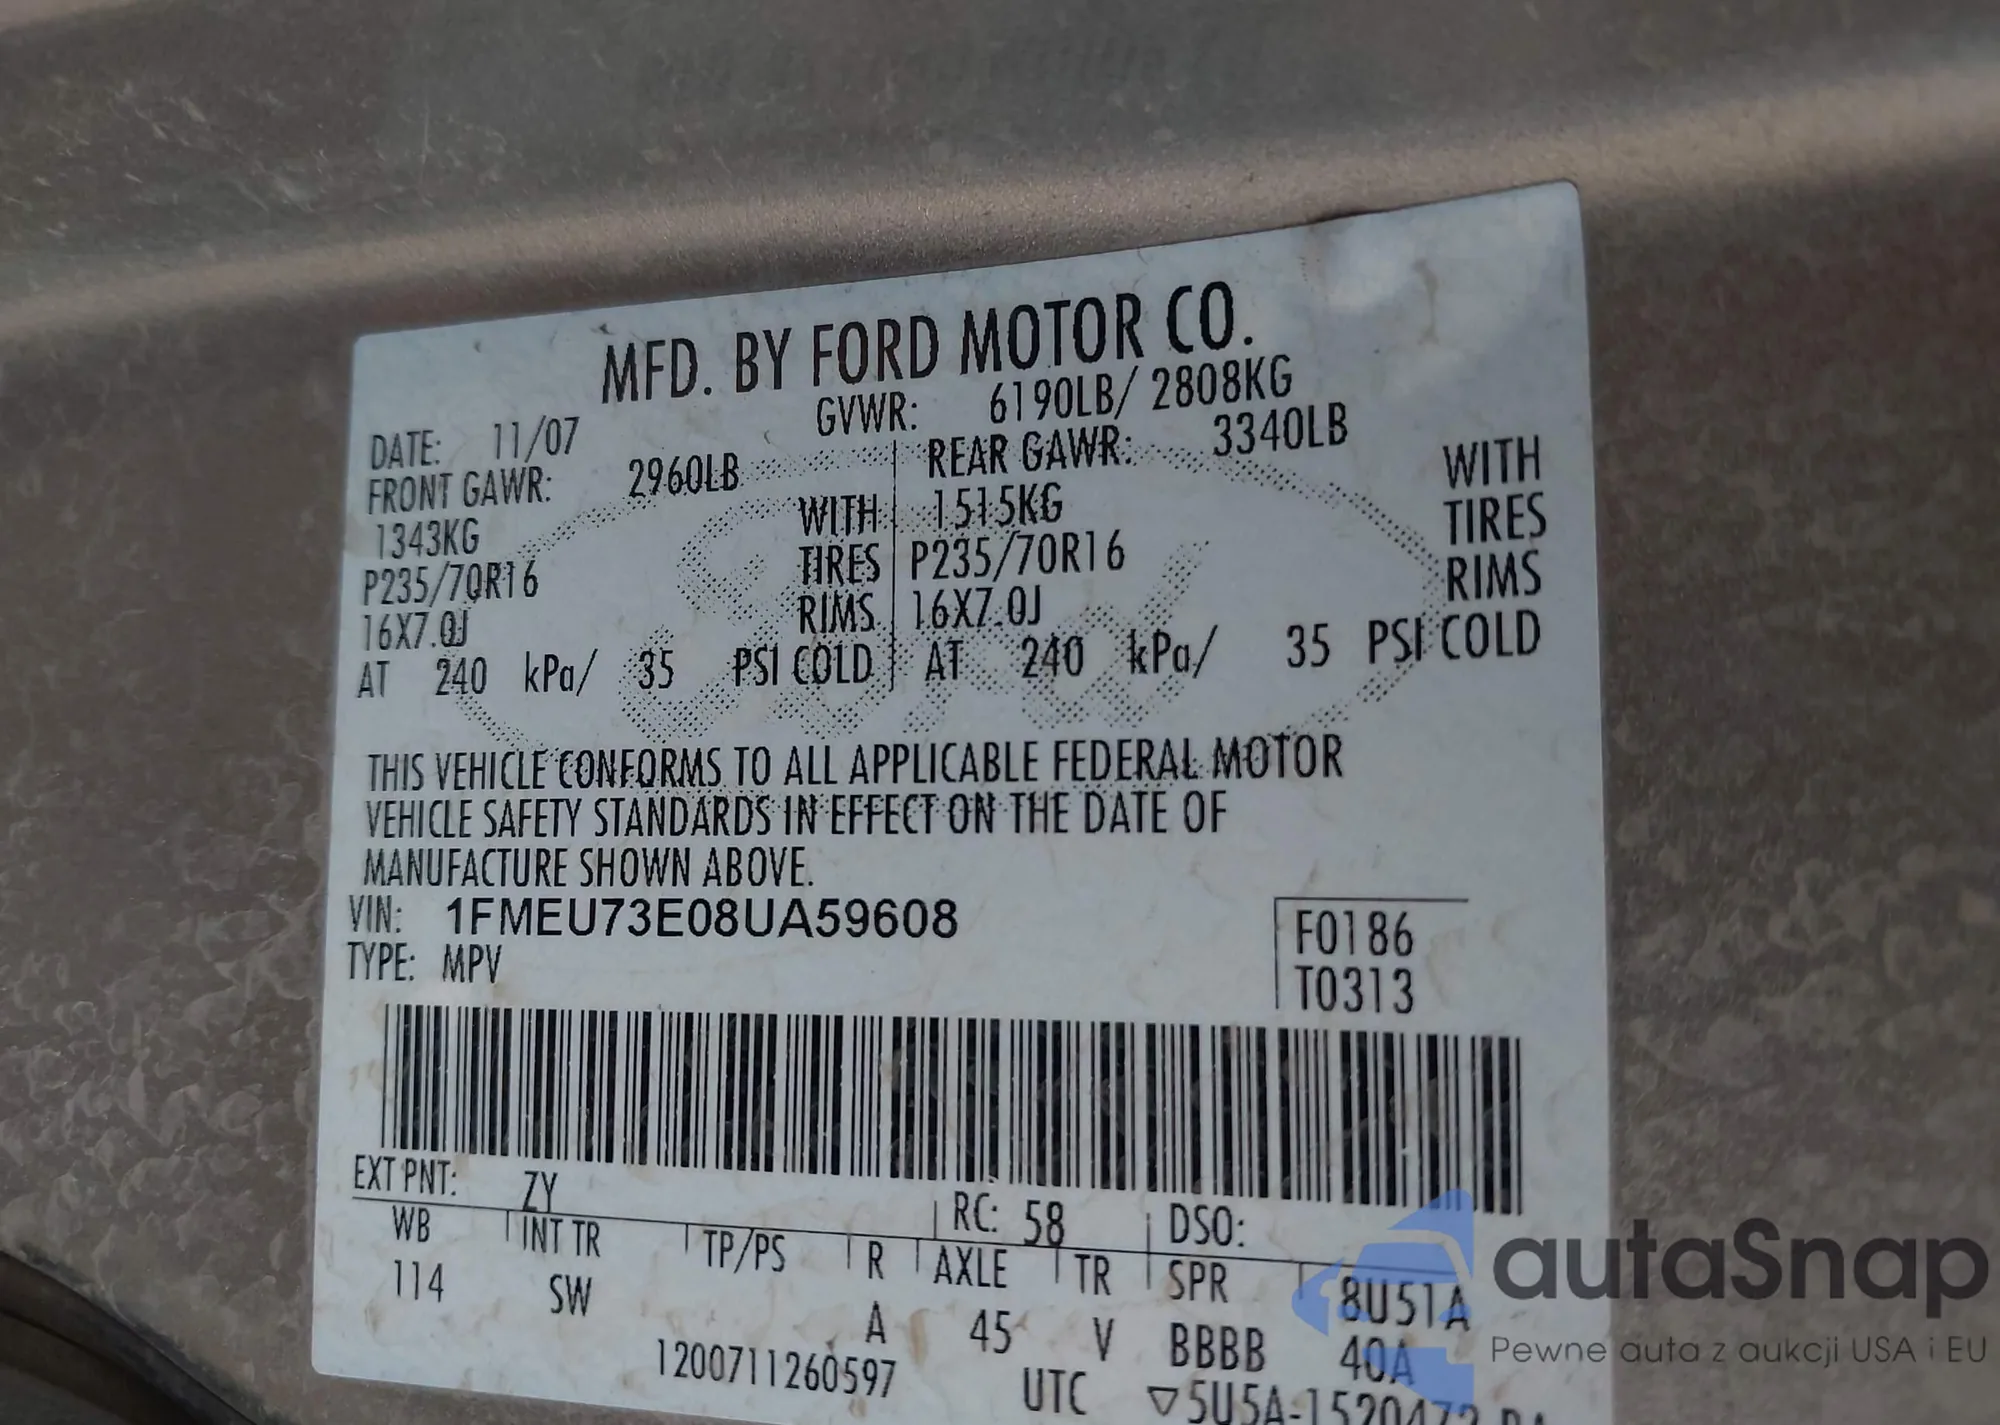 MFD. BY FORD MOTOR CO.
DATE: 11/07 GVWR: 6190LB/ 2808KG
FRONT GAWR: 2960LB REAR GAWR: 3340LB
1343KG WITH 1515KG WITH
P235/70R16 TIRES P235/70R16 TIRES
16X7.0J RIMS 16X7.0J RIMS
AT 240 kPa/ 35 PSI COLD AT 240 kPa/ 35 PSI COLD
THIS VEHICLE CONFORMS TO ALL APPLICABLE FEDERAL MOTOR
VEHICLE SAFETY STANDARDS IN EFFECT ON THE DATE OF
MANUFACTURE SHOWN ABOVE.
VIN: 1FMEU73E08UA59608 F0186
TYPE: MPV T0313
EXT PNT: ZY RC: 58 DSO:
WB INT TR TP/PS R AXLE TR SPR 8U51A
114 SW A 45 V BBBB 40A
1200711260597 UTC ▽5U5A-1520472
autaSnap
Pewne auta z aukcji USA i EU